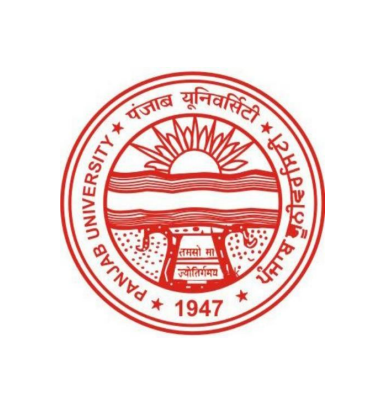 PANJAB UNIVERSITY
पंजाब यूनिवर्सिटी
ਪੰਜਾਬ ਯੂਨੀਵਰਸਿਟੀ
तमसो मा
ज्योतिर्गमय
1947